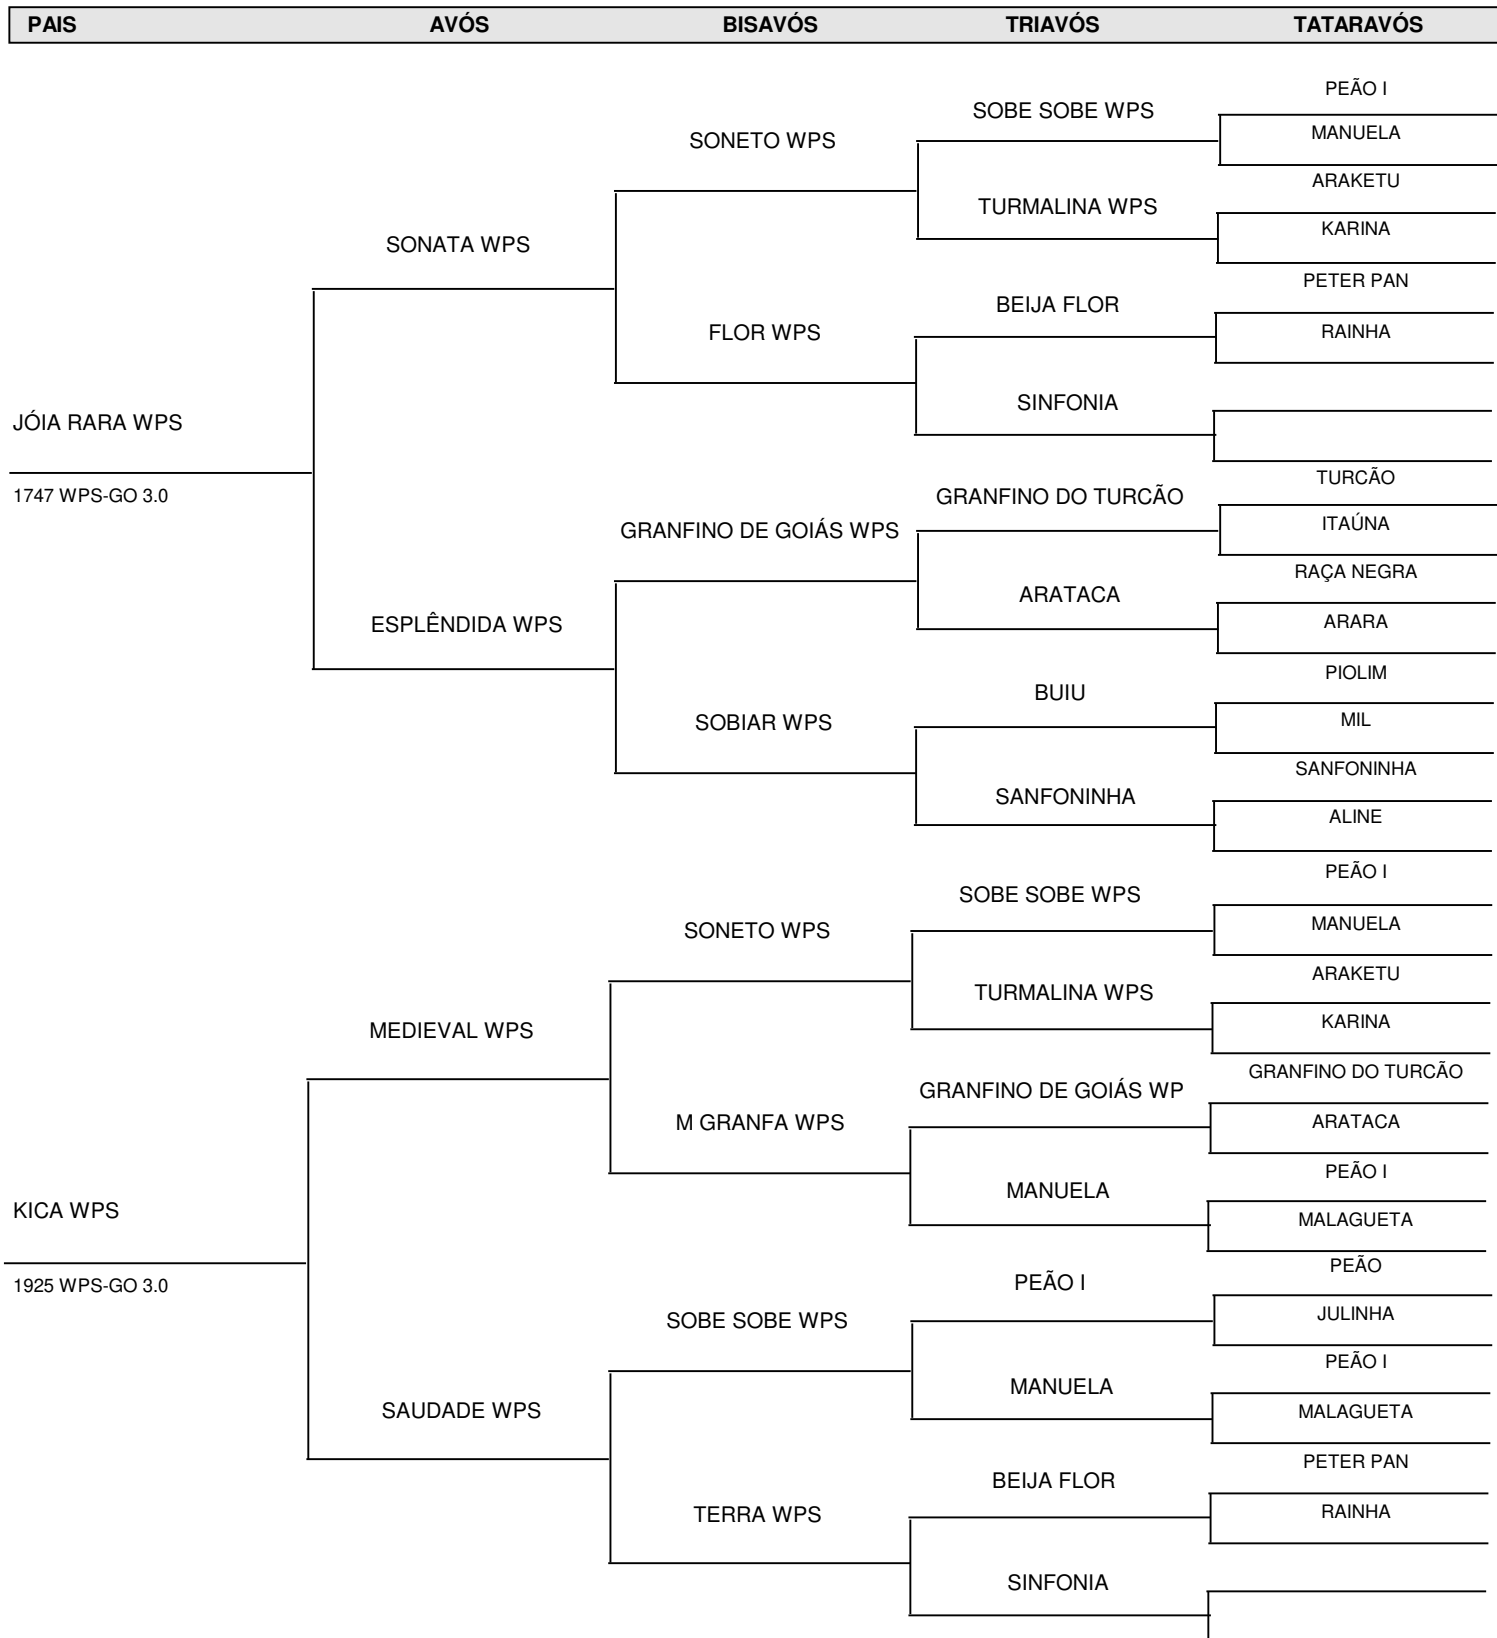 PAIS AVÓS BISAVÓS TRIAVÓS TATARAVÓS
PEÃO I
SOBE SOBE WPS
MANUELA
SONETO WPS
ARAKETU
TURMALINA WPS
KARINA
SONATA WPS
PETER PAN
BEIJA FLOR
RAINHA
FLOR WPS
SINFONIA
JÓIA RARA WPS
TURCÃO
1747 WPS-GO 3.0
GRANFINO DO TURCÃO
ITAÚNA
GRANFINO DE GOIÁS WPS
RAÇA NEGRA
ARATACA
ARARA
ESPLÊNDIDA WPS
PIOLIM
BUIU
MIL
SOBIAR WPS
SANFONINHA
SANFONINHA
ALINE
PEÃO I
SOBE SOBE WPS
MANUELA
SONETO WPS
ARAKETU
TURMALINA WPS
KARINA
MEDIEVAL WPS
GRANFINO DO TURCÃO
GRANFINO DE GOIÁS WP
ARATACA
M GRANFA WPS
PEÃO I
MANUELA
KICA WPS
MALAGUETA
PEÃO
1925 WPS-GO 3.0
PEÃO I
JULINHA
SOBE SOBE WPS
PEÃO I
MANUELA
SAUDADE WPS
MALAGUETA
PETER PAN
BEIJA FLOR
RAINHA
TERRA WPS
SINFONIA